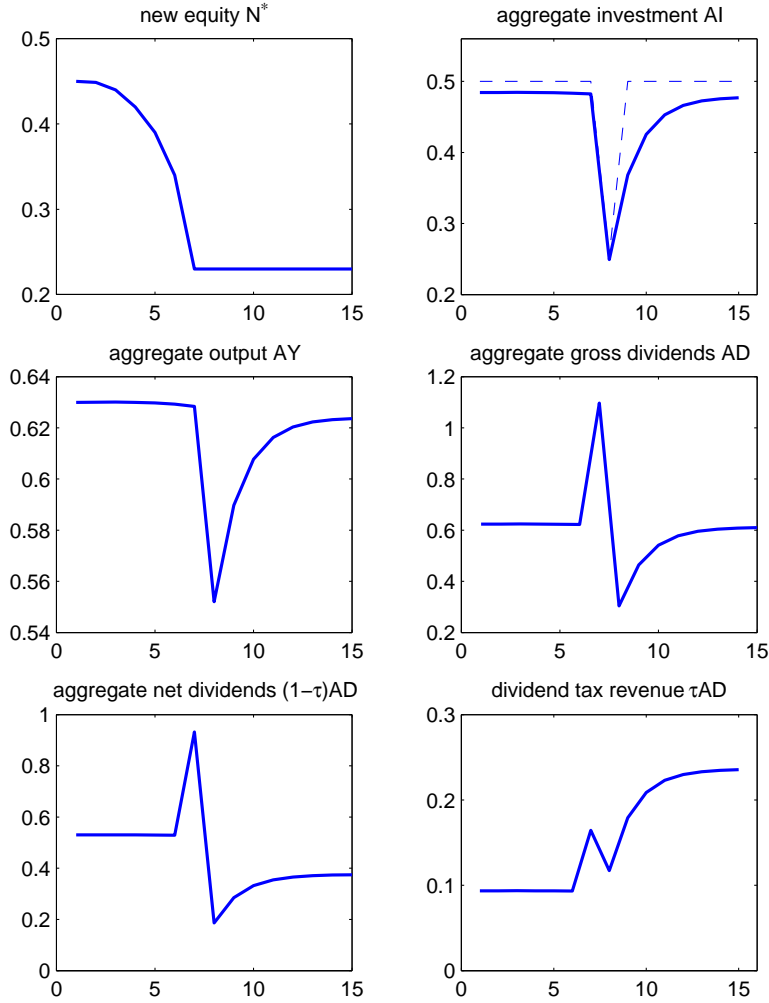 new equity N*
0.5
0.4
0.3
0.2
0 5 10 15
aggregate investment AI
0.5
0.4
0.3
0.2
0 5 10 15
aggregate output AY
0.64
0.62
0.6
0.58
0.56
0.54
0 5 10 15
aggregate gross dividends AD
1.2
1
0.8
0.6
0.4
0.2
0 5 10 15
aggregate net dividends (1−τ)AD
1
0.8
0.6
0.4
0.2
0
0 5 10 15
dividend tax revenue τAD
0.3
0.2
0.1
0
0 5 10 15